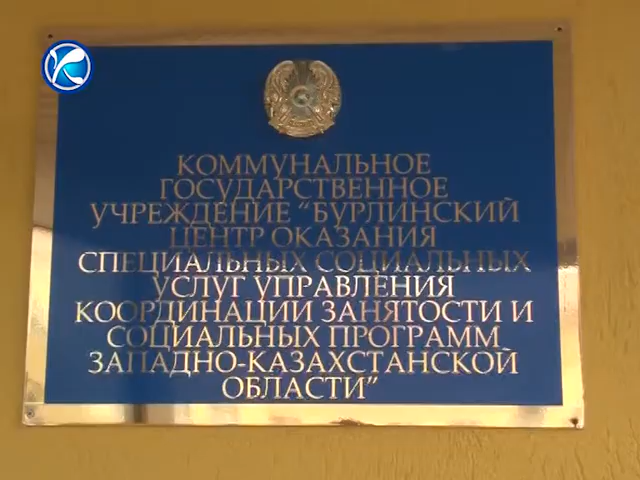 КОММУНАЛЬНОЕ
ГОСУДАРСТВЕННОЕ
УЧРЕЖДЕНИЕ “БУРЛИНСКИЙ
ЦЕНТР ОКАЗАНИЯ
СПЕЦИАЛЬНЫХ СОЦИАЛЬНЫХ
УСЛУГ УПРАВЛЕНИЯ
КООРДИНАЦИИ ЗАНЯТОСТИ И
СОЦИАЛЬНЫХ ПРОГРАММ
ЗАПАДНО-КАЗАХСТАНСКОЙ
ОБЛАСТИ”